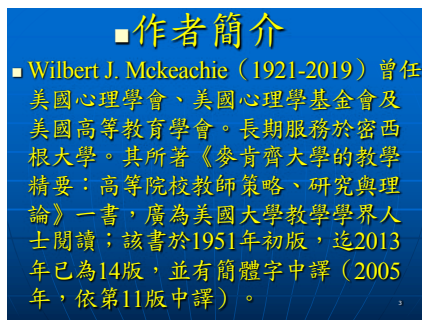 ▪作者簡介
▪ Wilbert J. Mckeachie（1921-2019）曾任
美國心理學會、美國心理學基金會及
美國高等教育學會。長期服務於密西
根大學。其所著《麥肯齊大學的教學
精要：高等院校教師策略、研究與理
論》一書，廣為美國大學教學學界人
士閱讀；該書於1951年初版，迄2013
年已為14版，並有簡體字中譯（2005
年，依第11版中譯）。
3